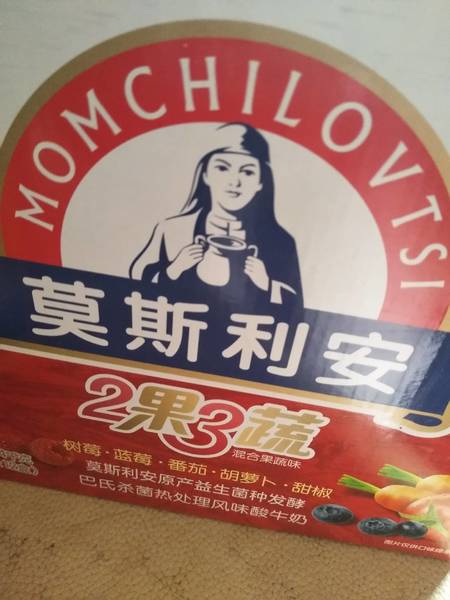 MOMCHILOVTSI
莫斯利安
2果3蔬
混合果蔬味
树莓·蓝莓·番茄·胡萝卜·甜椒
莫斯利安原产益生菌种发酵
巴氏杀菌热处理风味酸牛奶